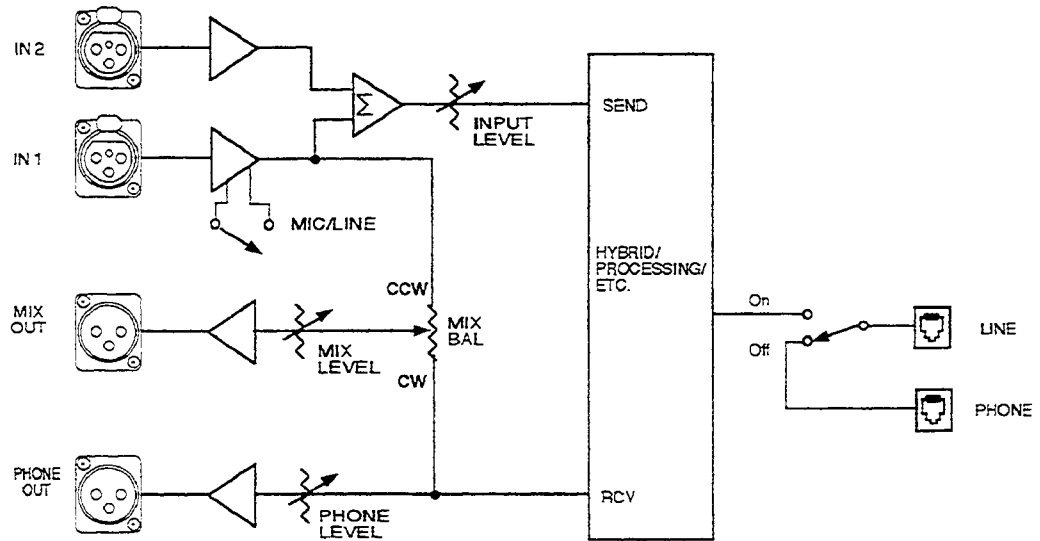 IN 2
Σ
INPUT
LEVEL
SEND
IN 1
MIC/LINE
HYBRID/
PROCESSING/
ETC.
CCW
MIX
OUT
MIX
LEVEL
MIX
BAL
CW
On
Off
LINE
PHONE
PHONE
OUT
PHONE
LEVEL
RCV